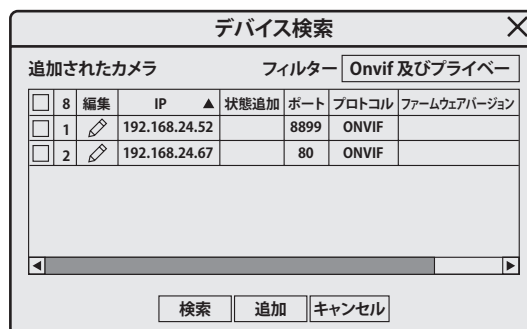 デバイス検索
追加されたカメラ フィルター Onvif 及びプライベー
8 編集 IP ▲ 状態追加 ポート プロトコル ファームウェアバージョン
1 192.168.24.52 8899 ONVIF
2 192.168.24.67 80 ONVIF
検索 追加 キャンセル